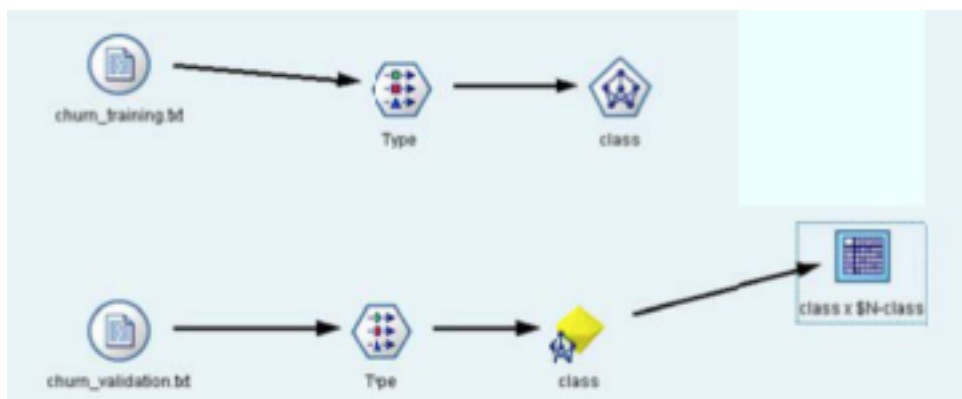 churn_training.txt
Type
class
class x $N-class
churn_validation.txt
Type
class